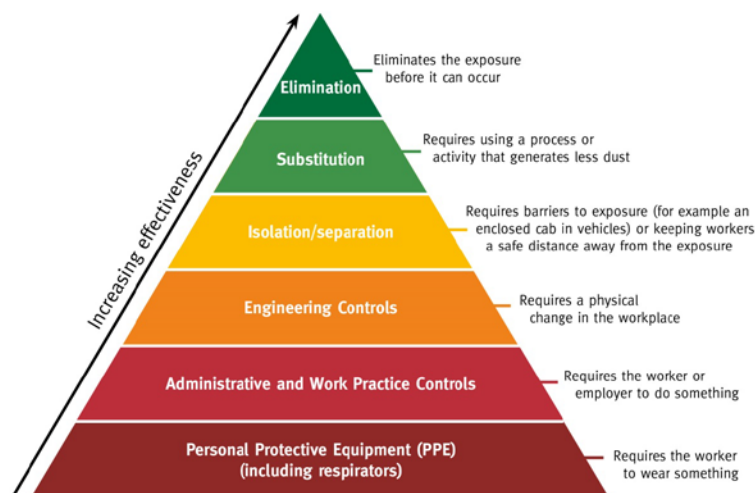 Increasing effectiveness
Elimination
Eliminates the exposure
before it can occur
Substitution
Requires using a process or
activity that generates less dust
Isolation/separation
Requires barriers to exposure (for example an
enclosed cab in vehicles) or keeping workers
a safe distance away from the exposure
Engineering Controls
Requires a physical
change in the workplace
Administrative and Work Practice Controls
Requires the worker or
employer to do something
Personal Protective Equipment (PPE)
(including respirators)
Requires the worker
to wear something